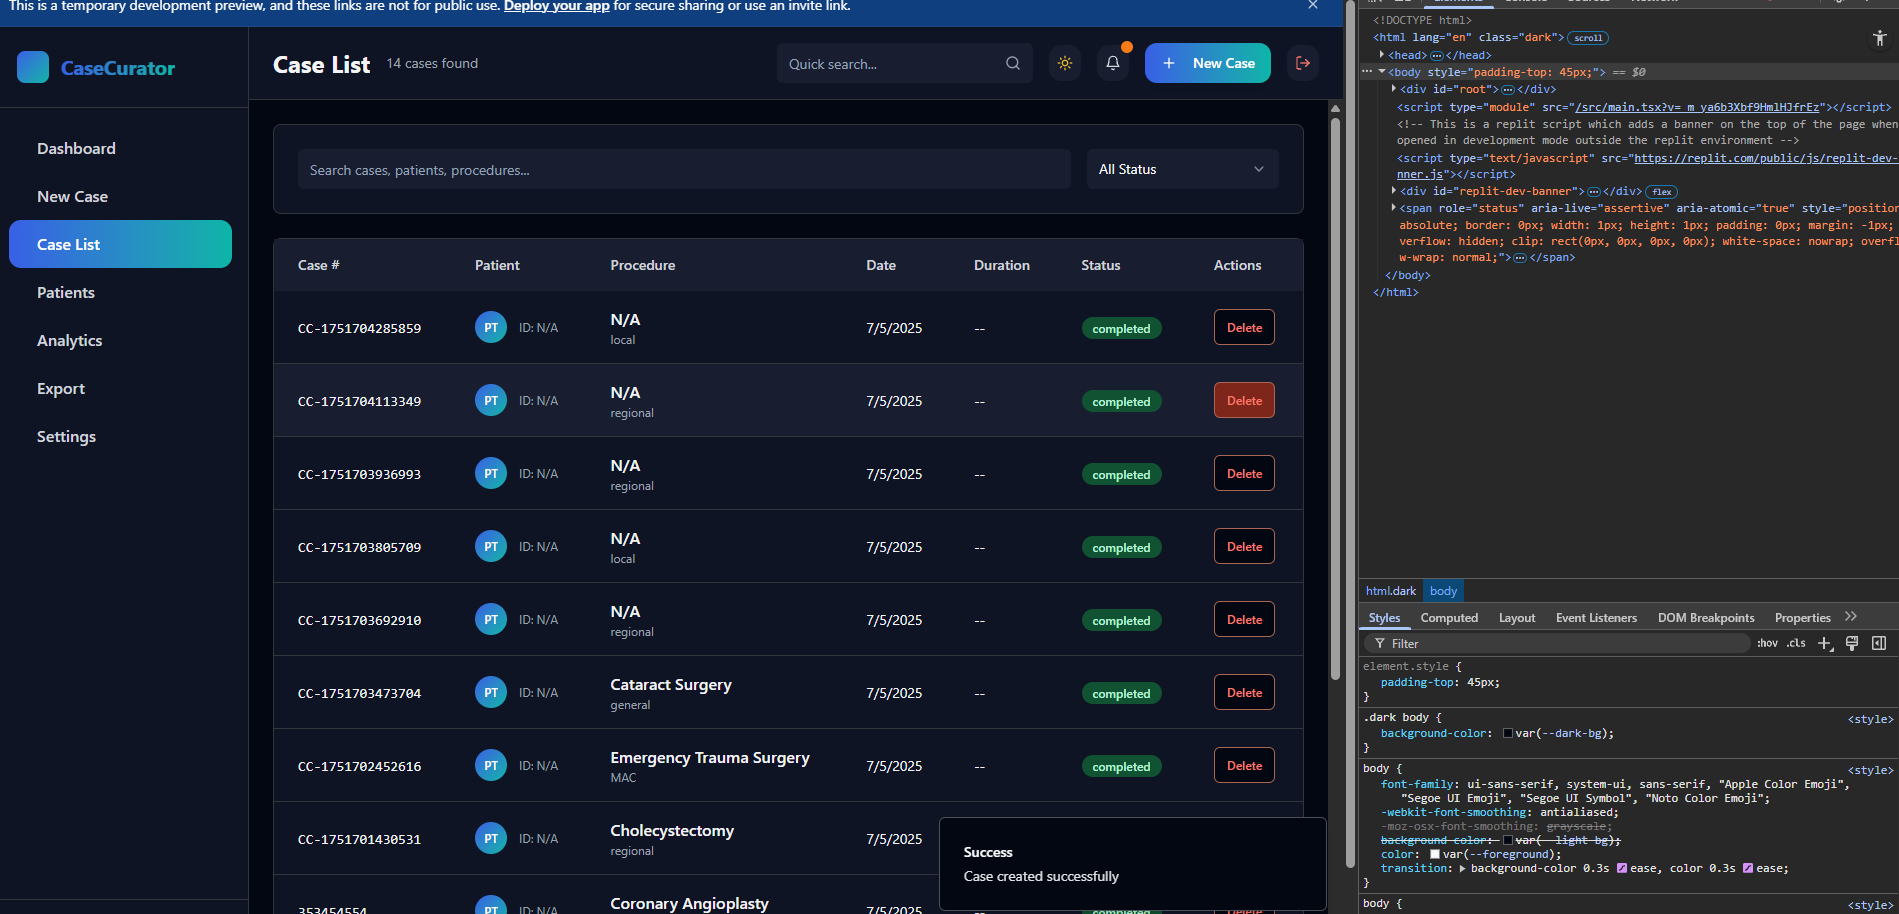 This is a temporary development preview, and these links are not for public use. Deploy your app for secure sharing or use an invite link.
CaseCurator
Dashboard
New Case
Case List
Patients
Analytics
Export
Settings
Case List
14 cases found
Quick search...
New Case
Search cases, patients, procedures...
All Status
Case # Patient Procedure Date Duration Status Actions
CC-1751704285859 PT ID: N/A N/A 7/5/2025 -- completed Delete
local
CC-1751704113349 PT ID: N/A N/A 7/5/2025 -- completed Delete
regional
CC-1751703936993 PT ID: N/A N/A 7/5/2025 -- completed Delete
regional
CC-1751703805709 PT ID: N/A N/A 7/5/2025 -- completed Delete
local
CC-1751703692910 PT ID: N/A N/A 7/5/2025 -- completed Delete
regional
CC-1751703473704 PT ID: N/A Cataract Surgery 7/5/2025 -- completed Delete
general
CC-1751702452616 PT ID: N/A Emergency Trauma Surgery 7/5/2025 -- completed Delete
MAC
CC-1751701430531 PT ID: N/A Cholecystectomy 7/5/2025
regional
353454554 PT ID: N/A Coronary Angioplasty 7/5/2025 completed Delete
Success
Case created successfully
Elements Console Sources Network
<!DOCTYPE html>
<html lang="en" class="dark"> scroll
<head> </head>
<body style="padding-top: 45px;"> == $0
<div id="root"> </div>
<script type="module" src="/src/main.tsx?v=_m_ya6b3Xbf9HmlHJfrEz"></script>
<!-- This is a replit script which adds a banner on the top of the page when
opened in development mode outside the replit environment -->
<script type="text/javascript" src="https://replit.com/public/js/replit-dev-
nner.js"></script>
<div id="replit-dev-banner"> </div> flex
<span role="status" aria-live="assertive" aria-atomic="true" style="position
absolute; border: 0px; width: 1px; height: 1px; padding: 0px; margin: -1px;
verflow: hidden; clip: rect(0px, 0px, 0px, 0px); white-space: nowrap; overfl
w-wrap: normal;"> </span>
</body>
</html>
html.dark body
Styles Computed Layout Event Listeners DOM Breakpoints Properties
Filter :hov .cls
element.style {
padding-top: 45px;
}
.dark body { <style>
background-color: var(--dark-bg);
}
body { <style>
font-family: ui-sans-serif, system-ui, sans-serif, "Apple Color Emoji",
"Segoe UI Emoji", "Segoe UI Symbol", "Noto Color Emoji";
-webkit-font-smoothing: antialiased;
-moz-osx-font-smoothing: grayscale;
background-color: var(--light-bg);
color: var(--foreground);
transition: background-color 0.3s ease, color 0.3s ease;
}
body { <style>